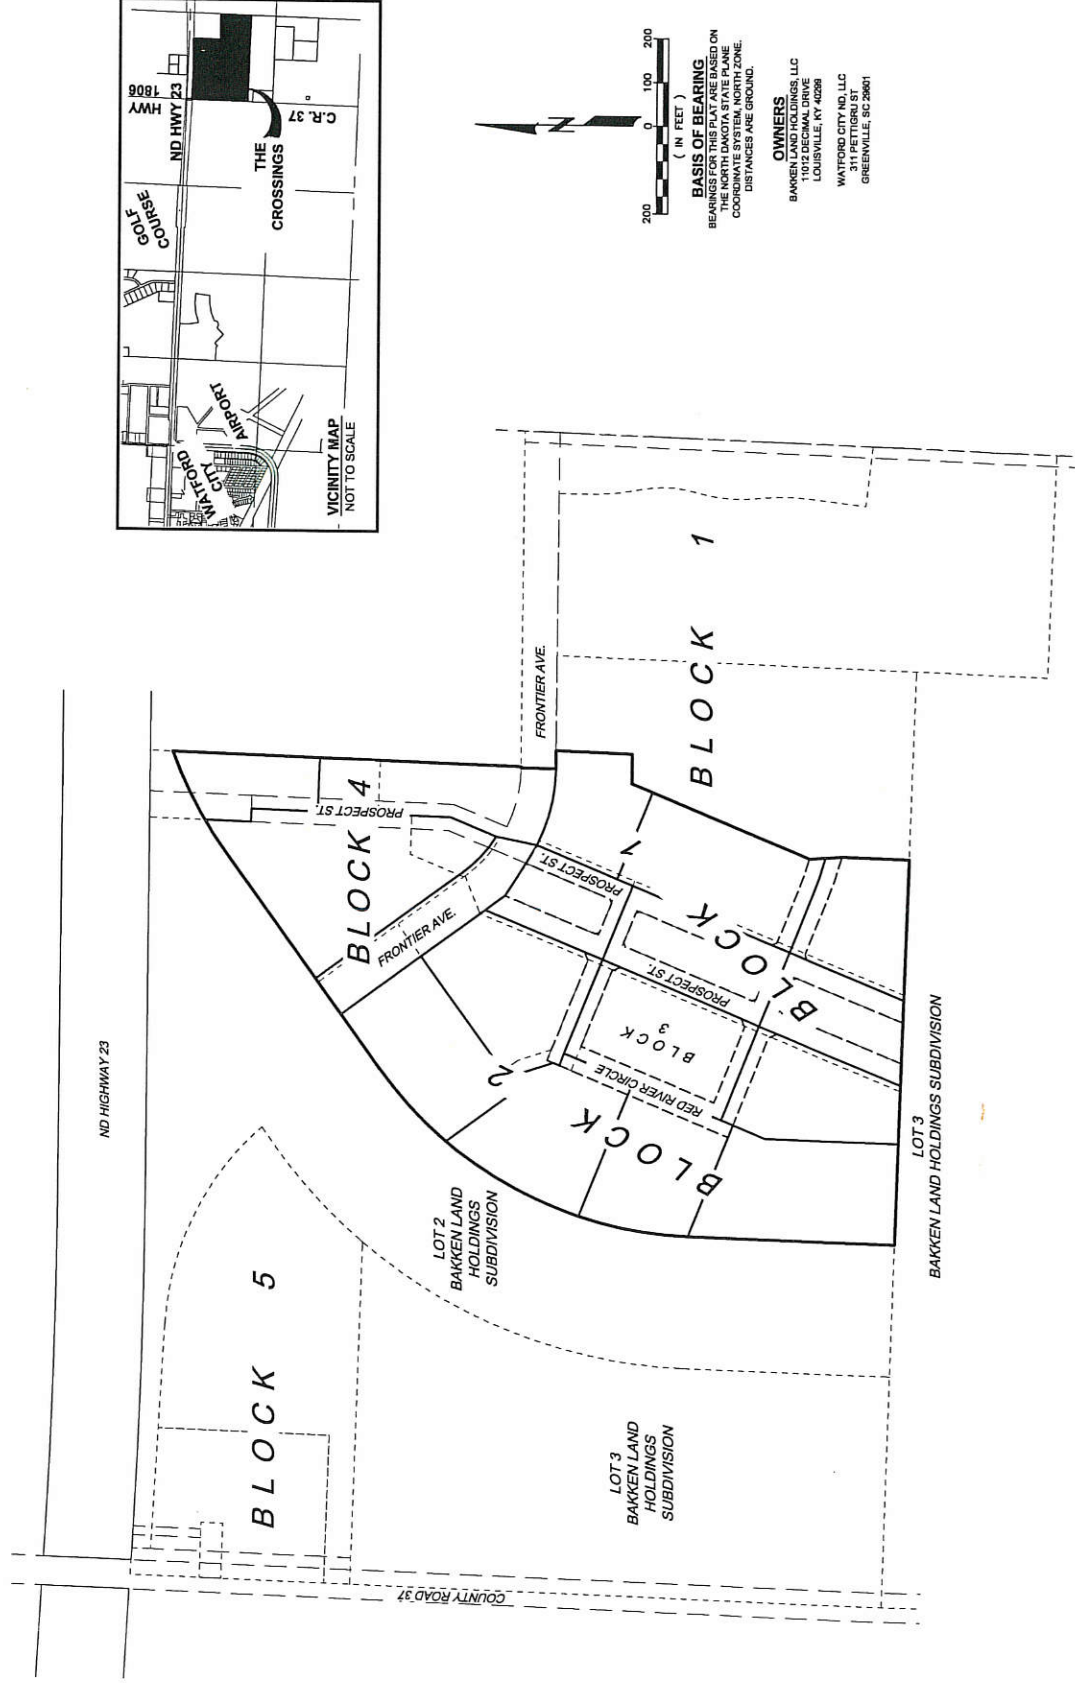 GOLF
COURSE
HWY
1806
ND HWY 23
C.R. 37
THE
CROSSINGS
WATFORD
CITY
AIRPORT
VICINITY MAP
NOT TO SCALE
N
200 0 100 200
( IN FEET )
BASIS OF BEARING
BEARINGS FOR THIS PLAT ARE BASED ON
THE NORTH DAKOTA STATE PLANE
COORDINATE SYSTEM, NORTH ZONE.
DISTANCES ARE GROUND.
OWNERS
BAKKEN LAND HOLDINGS, LLC
11012 DECIMAL DRIVE
LOUISVILLE, KY 40299
WATFORD CITY ND, LLC
311 PETTIGRU ST
GREENVILLE, SC 29601
ND HIGHWAY 23
COUNTY ROAD 37
BLOCK 5
LOT 2
BAKKEN LAND
HOLDINGS
SUBDIVISION
LOT 3
BAKKEN LAND
HOLDINGS
SUBDIVISION
BLOCK 4
PROSPECT ST.
FRONTIER AVE.
FRONTIER AVE.
BLOCK 2
BLOCK
3
RED RIVER CIRCLE
PROSPECT ST.
PROSPECT ST.
BLOCK 1
BLOCK 1
LOT 3
BAKKEN LAND HOLDINGS SUBDIVISION